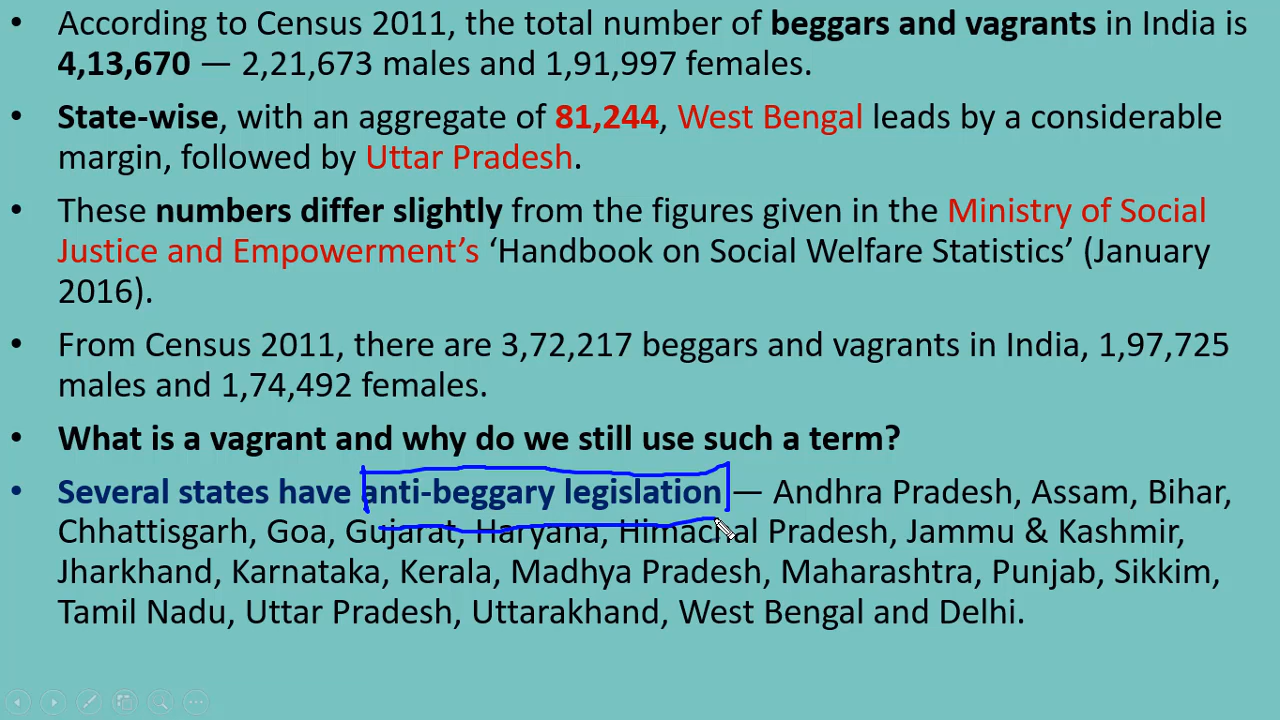 According to Census 2011, the total number of beggars and vagrants in India is
4,13,670 — 2,21,673 males and 1,91,997 females.
• State-wise, with an aggregate of 81,244, West Bengal leads by a considerable
margin, followed by Uttar Pradesh.
• These numbers differ slightly from the figures given in the Ministry of Social
Justice and Empowerment’s ‘Handbook on Social Welfare Statistics’ (January
2016).
• From Census 2011, there are 3,72,217 beggars and vagrants in India, 1,97,725
males and 1,74,492 females.
• What is a vagrant and why do we still use such a term?
• Several states have anti-beggary legislation — Andhra Pradesh, Assam, Bihar,
Chhattisgarh, Goa, Gujarat, Haryana, Himachal Pradesh, Jammu & Kashmir,
Jharkhand, Karnataka, Kerala, Madhya Pradesh, Maharashtra, Punjab, Sikkim,
Tamil Nadu, Uttar Pradesh, Uttarakhand, West Bengal and Delhi.